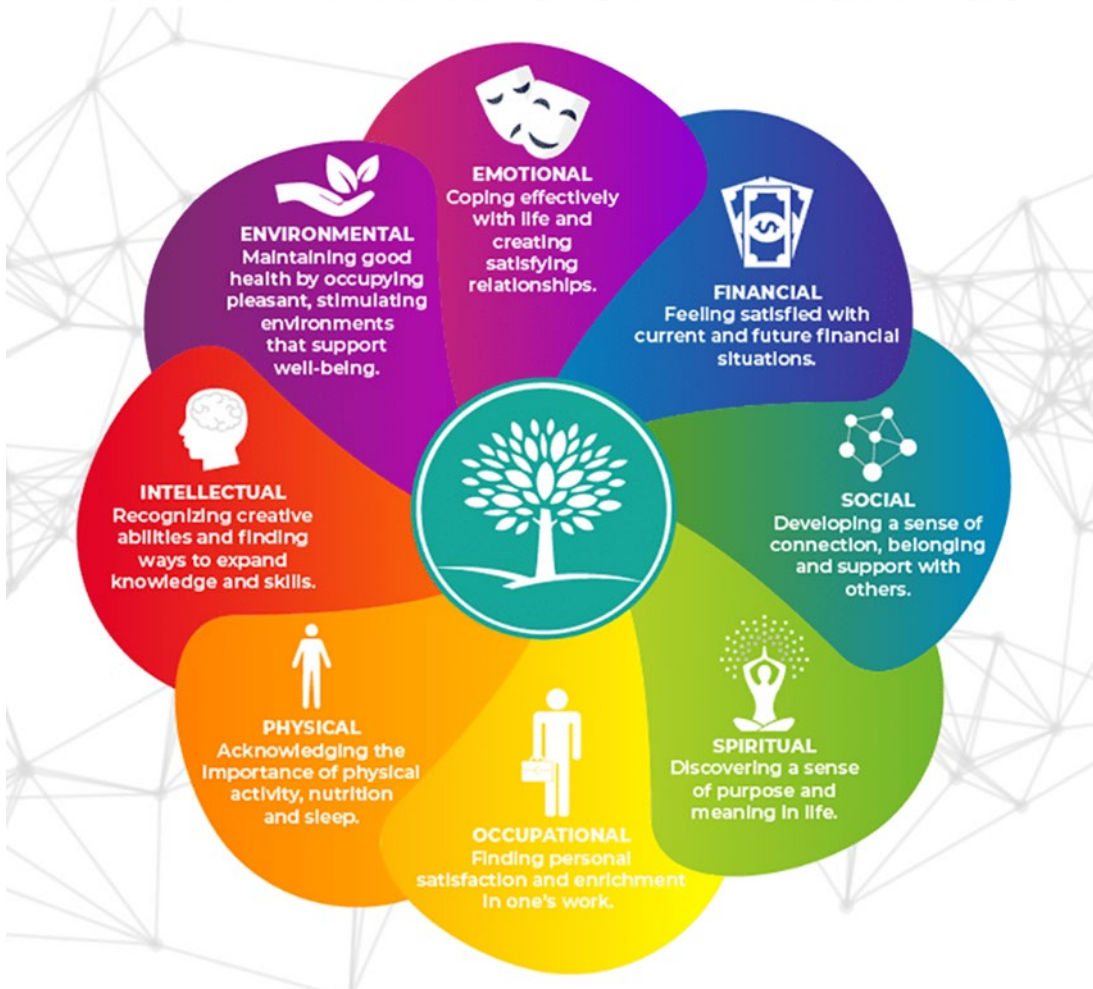 EMOTIONAL
Coping effectively
with life and
creating
satisfying
relationships.
FINANCIAL
Feeling satisfied with
current and future financial
situations.
SOCIAL
Developing a sense of
connection, belonging
and support with
others.
SPIRITUAL
Discovering a sense
of purpose and
meaning in life.
OCCUPATIONAL
Finding personal
satisfaction and enrichment
in one's work.
PHYSICAL
Acknowledging the
importance of physical
activity, nutrition
and sleep.
INTELLECTUAL
Recognizing creative
abilities and finding
ways to expand
knowledge and skills.
ENVIRONMENTAL
Maintaining good
health by occupying
pleasant, stimulating
environments
that support
well-being.